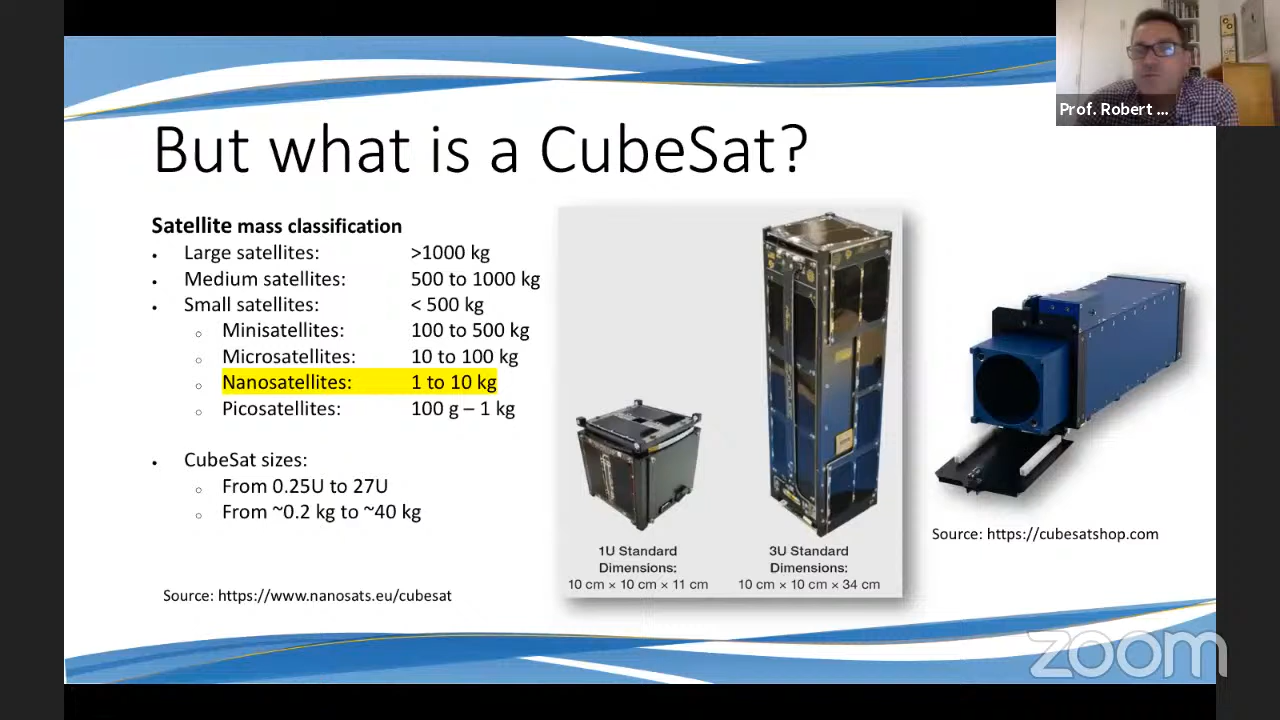 Prof. Robert ...
But what is a CubeSat?
Satellite mass classification
• Large satellites: >1000 kg
• Medium satellites: 500 to 1000 kg
• Small satellites: < 500 kg
○ Minisatellites: 100 to 500 kg
○ Microsatellites: 10 to 100 kg
○ Nanosatellites: 1 to 10 kg
○ Picosatellites: 100 g – 1 kg
• CubeSat sizes:
○ From 0.25U to 27U
○ From ~0.2 kg to ~40 kg
Source: https://www.nanosats.eu/cubesat
1U Standard
Dimensions:
10 cm × 10 cm × 11 cm
3U Standard
Dimensions:
10 cm × 10 cm × 34 cm
Source: https://cubesatshop.com
zoom